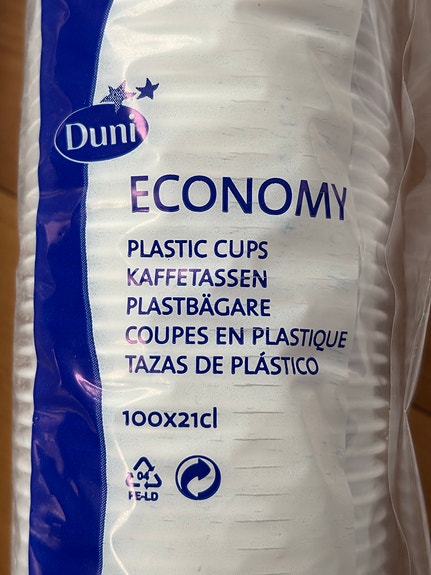 Duni
ECONOMY
PLASTIC CUPS
KAFFETASSEN
PLASTBÄGARE
COUPES EN PLASTIQUE
TAZAS DE PLÁSTICO
100x21cl
04
PE-LD